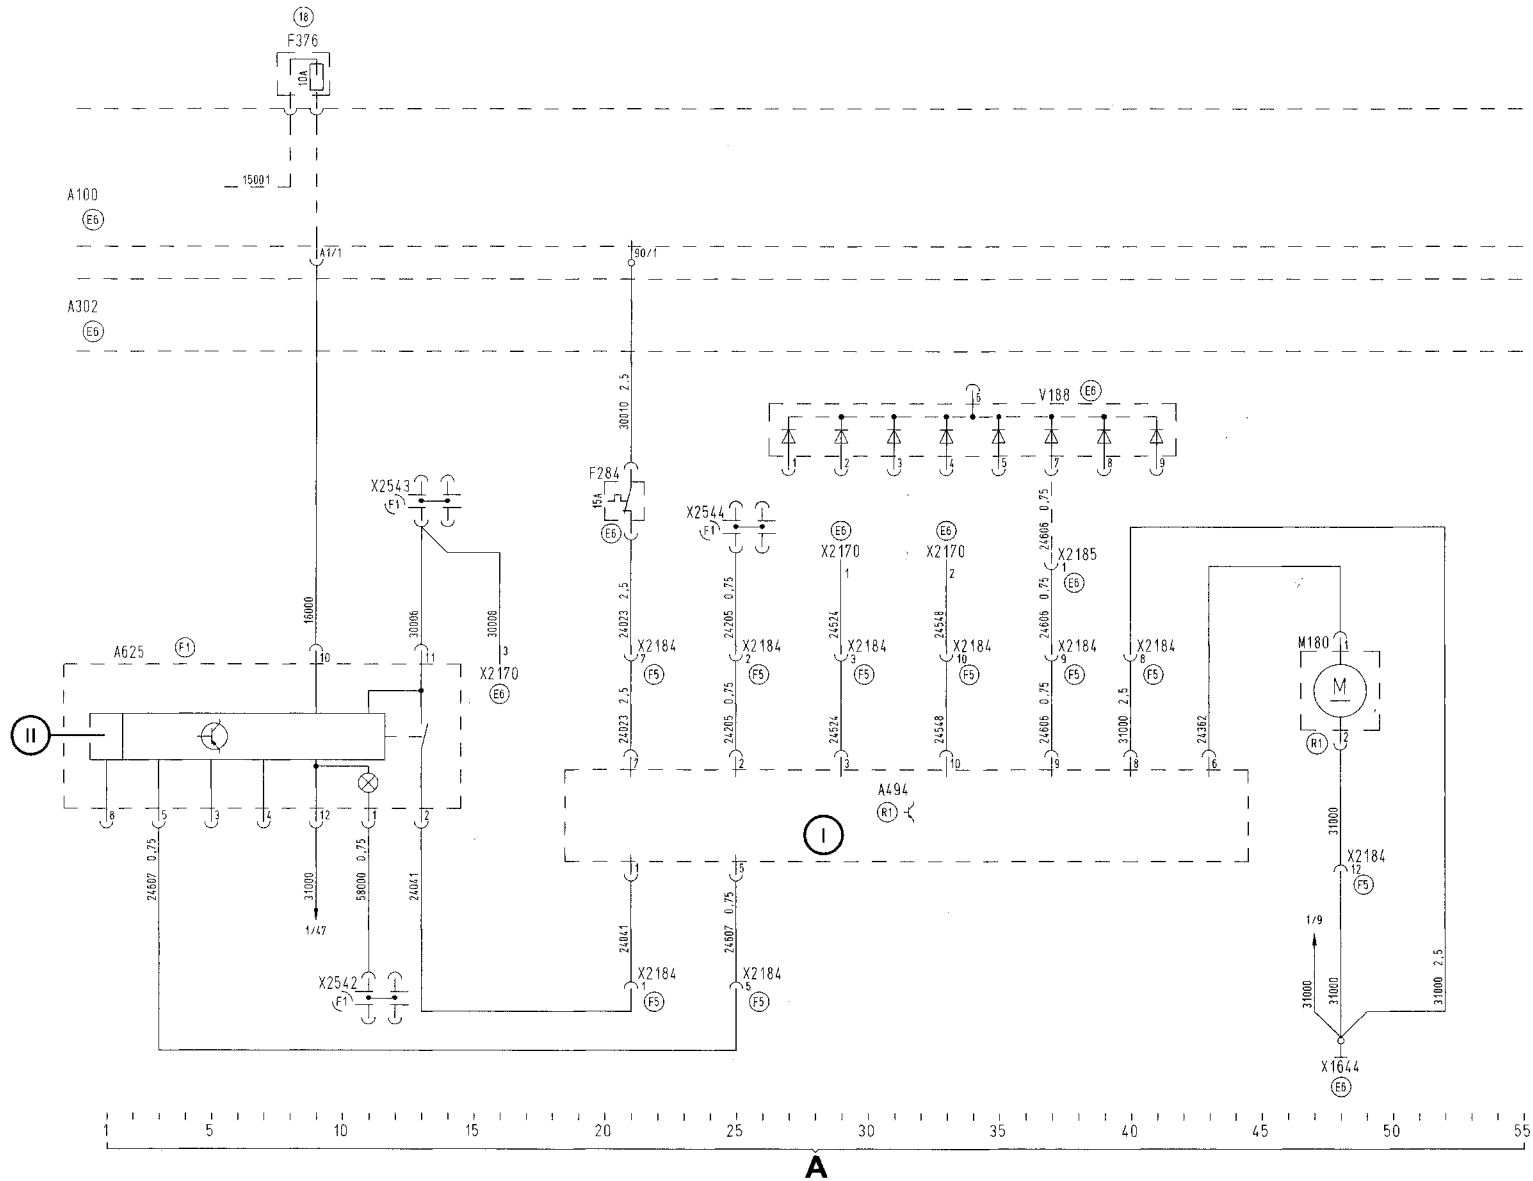 18
F376
10A
15001
A100
E6
A1/1
90/1
A302
E6
30010 2,5
6
V188 E6
1 2 3 4 5 7 8 9
F284
15A
E6
X2543
F1
X2544
F1
E6
X2170
1
E6
X2170
2
24606 0,75
X2185
1
E6
16000
30006
30006
24023 2,5
24205 0,75
24524
24548
24606 0,75
3
X2170
E6
X2184
7
F5
X2184
2
F5
X2184
3
F5
X2184
10
F5
X2184
9
F5
X2184
8
F5
M180
1
M
2
R1
A625 F1
10 11
II
24023 2,5
24205 0,75
24524
24548
24606 0,75
31000 2,5
24362
7 2 3 10 9 8 6
A494
R1
I
8 5 3 4 12 1 2
24607 0,75
31000
58000 0,75
24041
1/47
1 5
24041
24607 0,75
X2542
F1
X2184
1
F5
X2184
5
F5
31000
X2184
12
F5
1/9
31000
31000
31000 2,5
X1644
E6
1 5 10 15 20 25 30 35 40 45 50 55
A